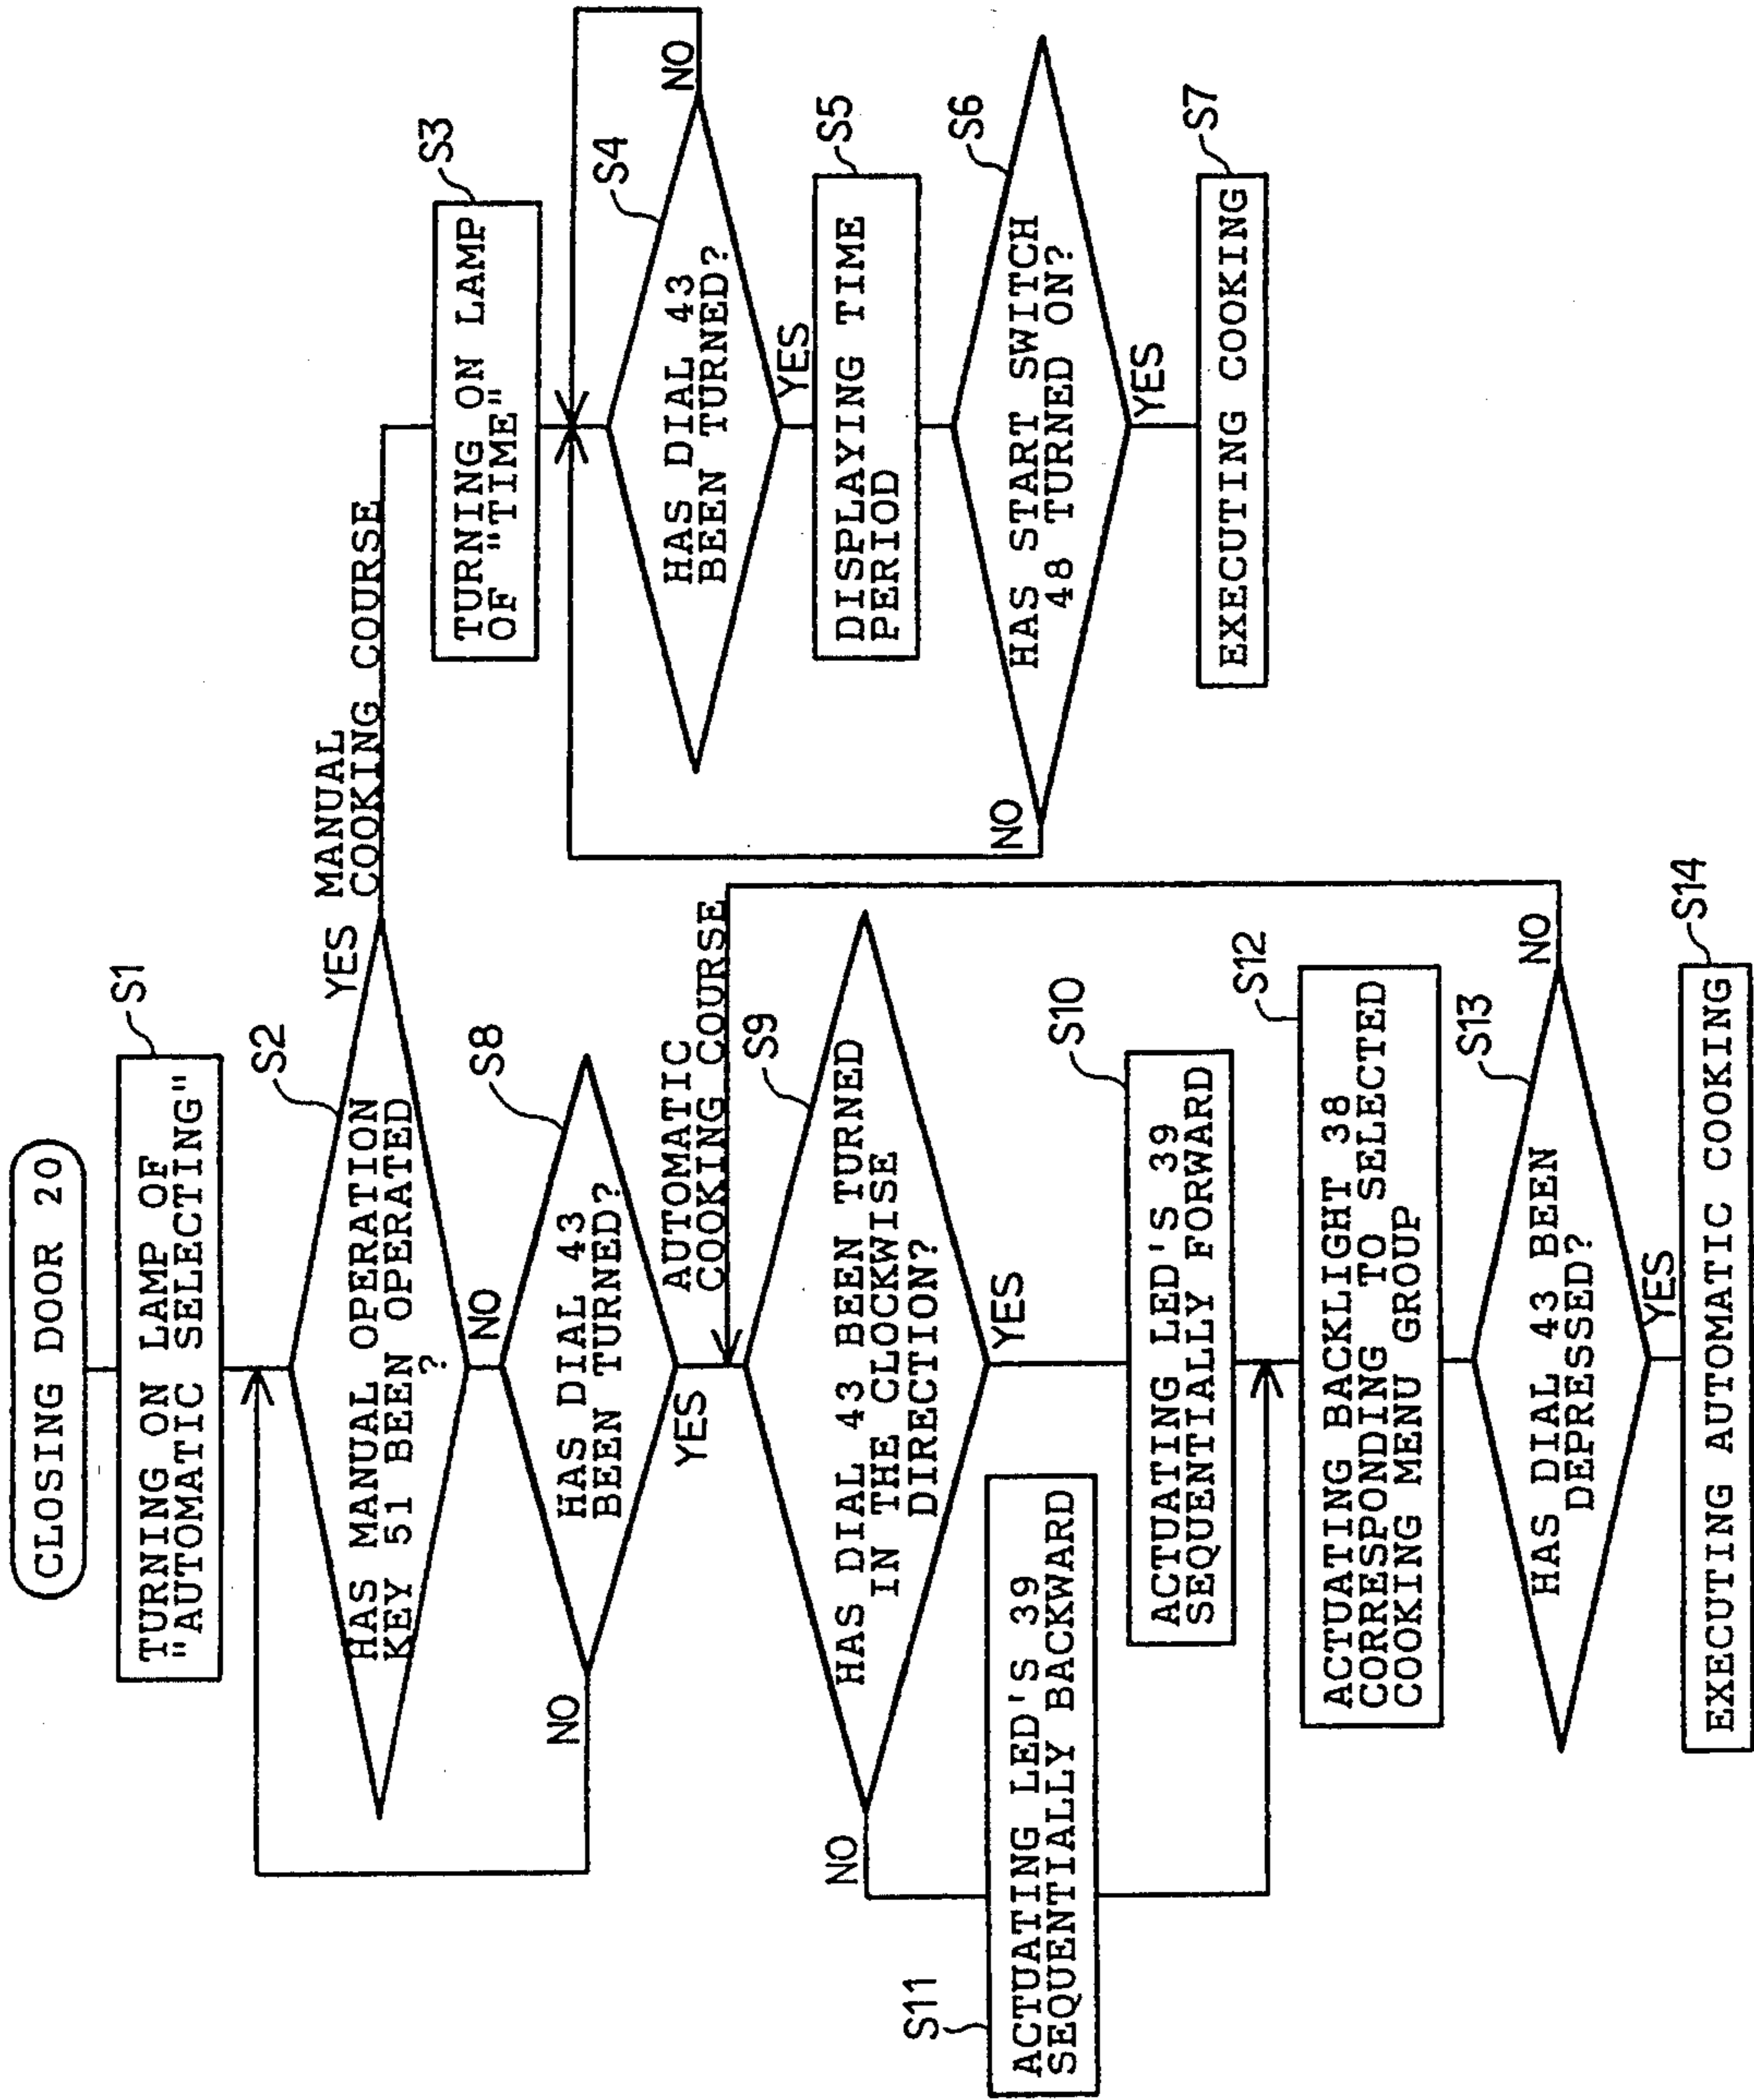 CLOSING DOOR 20
S1
TURNING ON LAMP OF
"AUTOMATIC SELECTING"
S2
HAS MANUAL OPERATION
KEY 51 BEEN OPERATED
?
YES
MANUAL
COOKING COURSE
NO
S3
TURNING ON LAMP
OF "TIME"
S4
HAS DIAL 43
BEEN TURNED?
NO
YES
S5
DISPLAYING TIME
PERIOD
S6
HAS START SWITCH
48 TURNED ON?
NO
YES
S7
EXECUTING COOKING
S8
HAS DIAL 43
BEEN TURNED?
NO
YES
AUTOMATIC
COOKING COURSE
S9
HAS DIAL 43 BEEN TURNED
IN THE CLOCKWISE
DIRECTION?
NO
YES
S11
ACTUATING LED'S 39
SEQUENTIALLY BACKWARD
S10
ACTUATING LED'S 39
SEQUENTIALLY FORWARD
S12
ACTUATING BACKLIGHT 38
CORRESPONDING TO SELECTED
COOKING MENU GROUP
S13
HAS DIAL 43 BEEN
DEPRESSED?
NO
YES
S14
EXECUTING AUTOMATIC COOKING